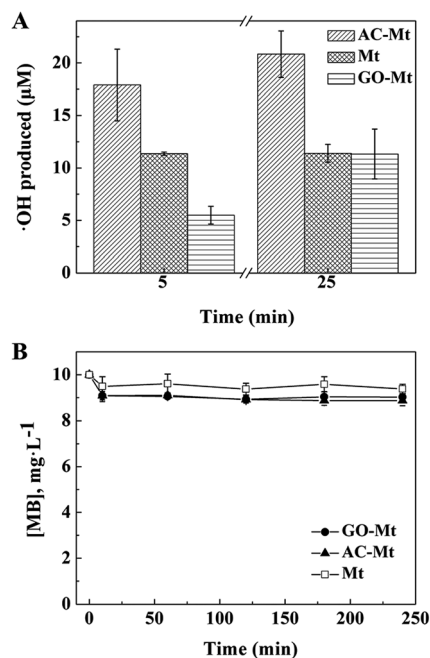 A
·OH produced (μM)
AC-Mt
Mt
GO-Mt
20
15
10
5
0
5
25
Time (min)
B
[MB], mg·L-1
10
8
6
4
2
0
GO-Mt
AC-Mt
Mt
0
50
100
150
200
250
Time (min)